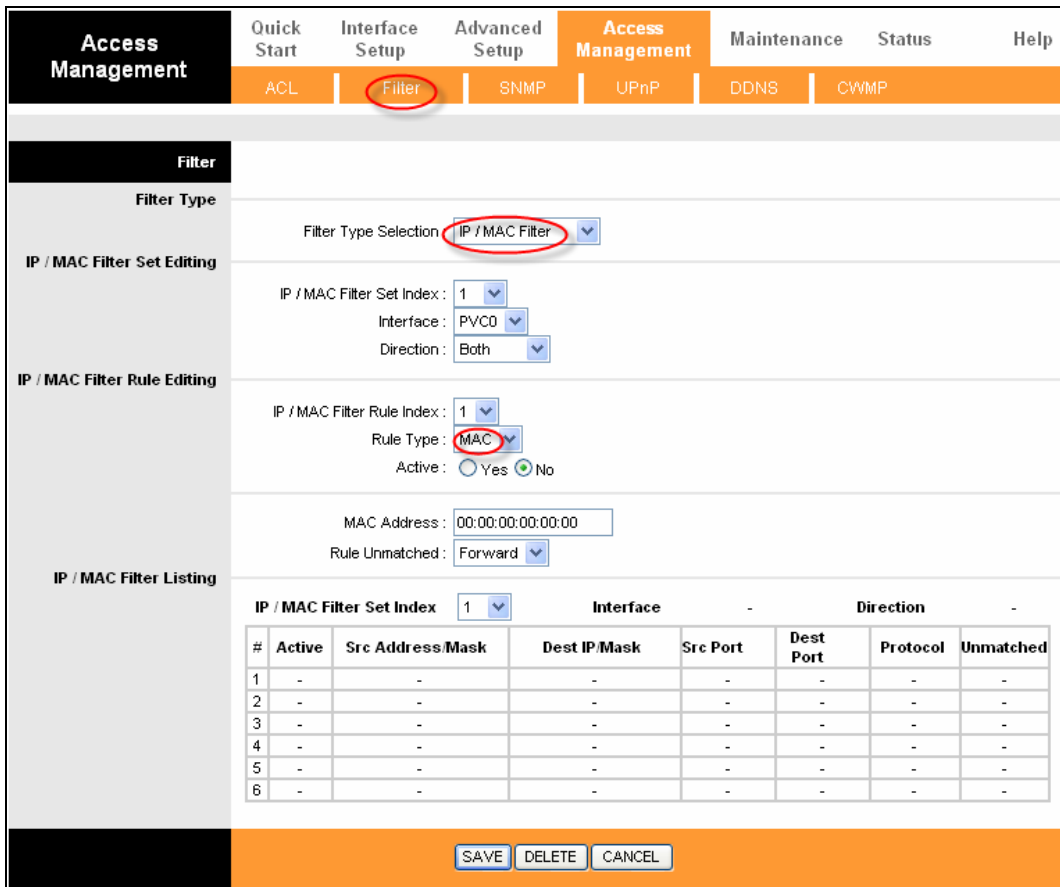 Access Management
Quick Start
Interface Setup
Advanced Setup
Access Management
Maintenance
Status
Help
ACL
Filter
SNMP
UPnP
DDNS
CWMP
Filter
Filter Type
Filter Type Selection : IP / MAC Filter
IP / MAC Filter Set Editing
IP / MAC Filter Set Index : 1
Interface : PVC0
Direction : Both
IP / MAC Filter Rule Editing
IP / MAC Filter Rule Index : 1
Rule Type : MAC
Active : Yes No
MAC Address : 00:00:00:00:00:00
Rule Unmatched : Forward
IP / MAC Filter Listing
IP / MAC Filter Set Index 1 Interface - Direction -
# Active Src Address/Mask Dest IP/Mask Src Port Dest Port Protocol Unmatched
1 - - - - - - -
2 - - - - - - -
3 - - - - - - -
4 - - - - - - -
5 - - - - - - -
6 - - - - - - -
SAVE DELETE CANCEL